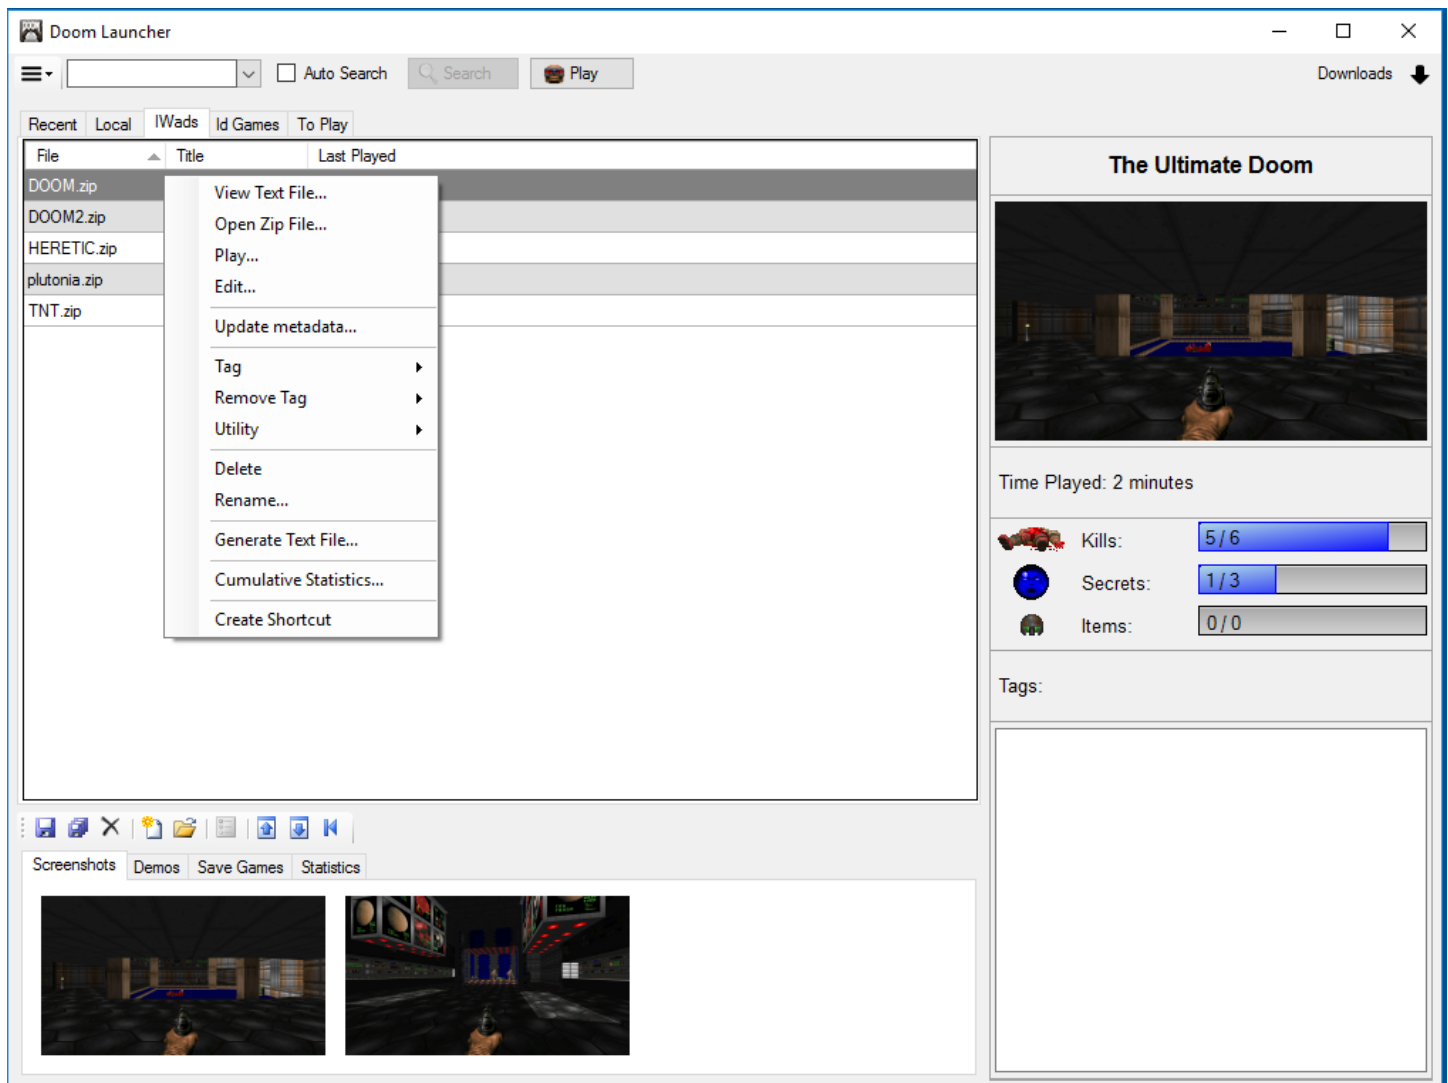 Doom Launcher
Auto Search Search Play Downloads
Recent Local IWads Id Games To Play
File Title Last Played
DOOM.zip
DOOM2.zip
HERETIC.zip
plutonia.zip
TNT.zip
View Text File...
Open Zip File...
Play...
Edit...
Update metadata...
Tag
Remove Tag
Utility
Delete
Rename...
Generate Text File...
Cumulative Statistics...
Create Shortcut
The Ultimate Doom
Time Played: 2 minutes
Kills: 5 / 6
Secrets: 1 / 3
Items: 0 / 0
Tags:
Screenshots Demos Save Games Statistics